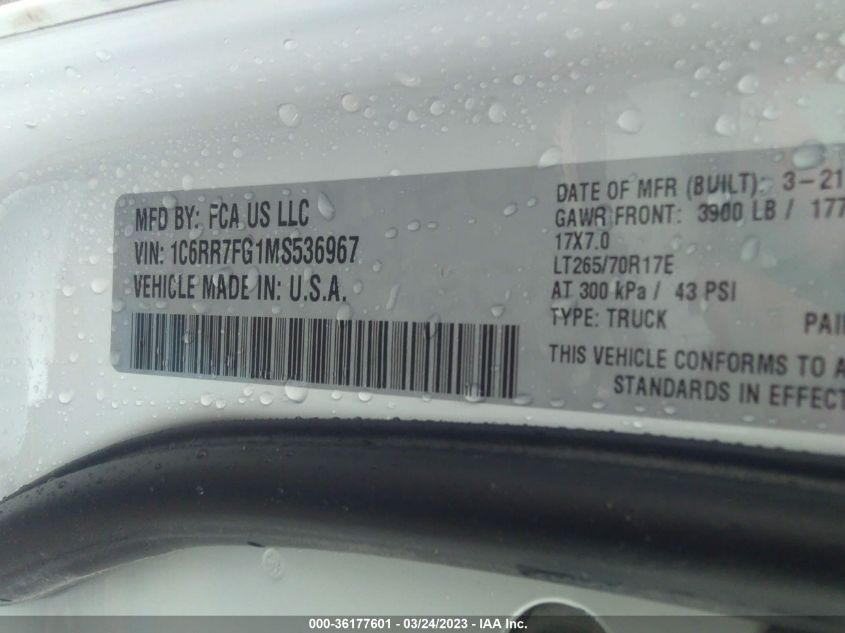 MFD BY: FCA US LLC
VIN: 1C6RR7FG1MS536967
VEHICLE MADE IN: U.S.A.
DATE OF MFR (BUILT): 3-21
GAWR FRONT: 3900 LB / 177
17X7.0
LT265/70R17E
AT 300 kPa / 43 PSI
TYPE: TRUCK PAI
THIS VEHICLE CONFORMS TO A
STANDARDS IN EFFECT
000-36177601 / 03/24/2023 / IAA Inc.